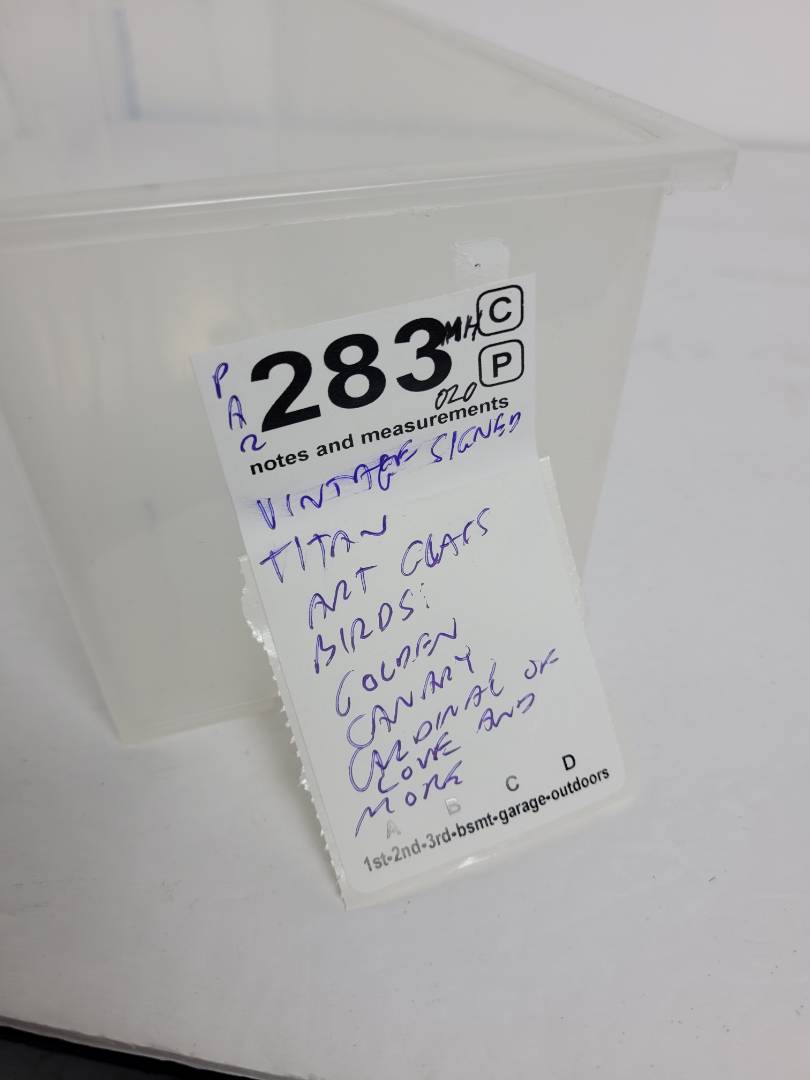 PAR
283
MH
C
P
020
notes and measurements
VINTAGE SIGNED
TITAN
ART GLASS
BIRDS:
GOLDEN
CANARY.
CARDINAL OF
LOVE AND
MORE
A B C D
1st-2nd-3rd-bsmt-garage-outdoors